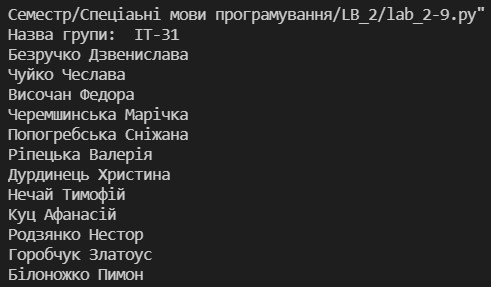 Семестр/Спеціаьні мови програмування/LB_2/lab_2-9.py"
Назва групи:  ІТ-31
Безручко Дзвенислава
Чуйко Чеслава
Височан Федора
Черемшинська Марічка
Попогребська Сніжана
Ріпецька Валерія
Дурдинець Христина
Нечай Тимофій
Куц Афанасій
Родзянко Нестор
Горобчук Златоус
Білоножко Пимон